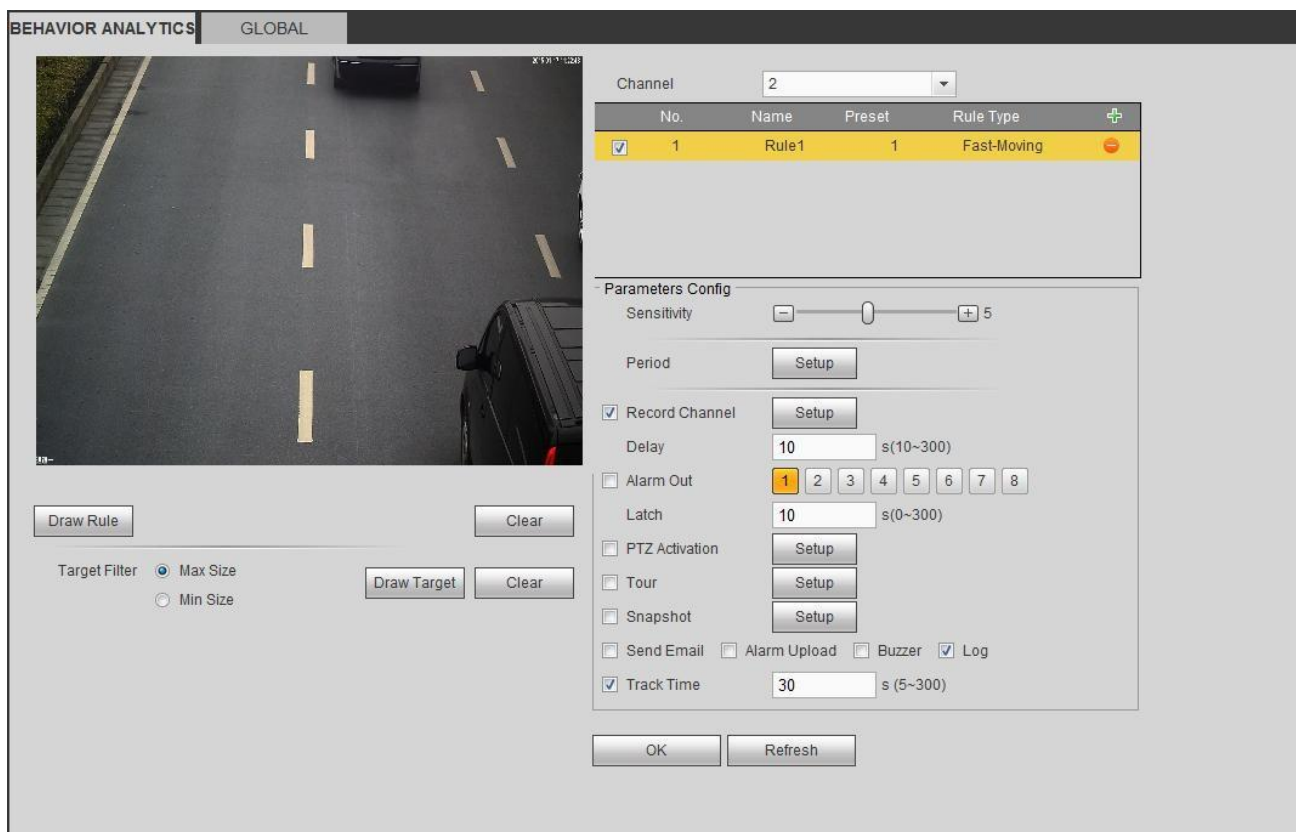 BEHAVIOR ANALYTICS GLOBAL
Channel 2
No. Name Preset Rule Type
1 Rule1 1 Fast-Moving
Parameters Config
Sensitivity 5
Period Setup
Record Channel Setup
Delay 10 s(10~300)
Alarm Out 1 2 3 4 5 6 7 8
Latch 10 s(0~300)
PTZ Activation Setup
Tour Setup
Snapshot Setup
Send Email Alarm Upload Buzzer Log
Track Time 30 s (5~300)
OK Refresh
Draw Rule Clear
Target Filter Max Size Draw Target Clear
Min Size